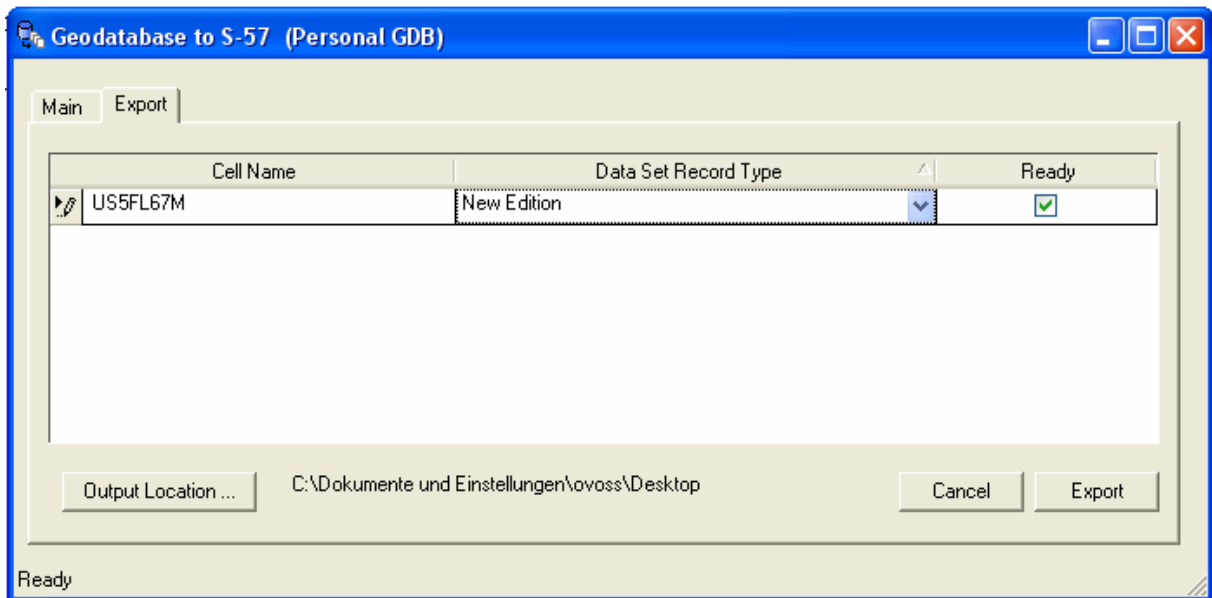 Geodatabase to S-57 (Personal GDB)
Main Export
Cell Name Data Set Record Type Ready
US5FL67M New Edition
Output Location ... C:\Dokumente und Einstellungen\ovoss\Desktop Cancel Export
Ready